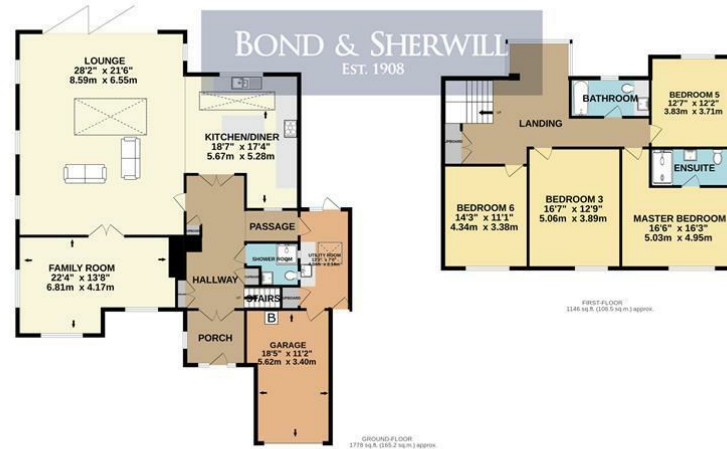 BOND & SHERWILL
EST. 1908
LOUNGE
28'2" x 21'6"
8.59m x 6.55m
KITCHEN/DINER
18'7" x 17'4"
5.67m x 5.28m
PASSAGE
SHOWER ROOM
UTILITY ROOM
FAMILY ROOM
22'4" x 13'8"
6.81m x 4.17m
HALLWAY
STAIRS
PORCH
B
GARAGE
18'5" x 11'2"
5.62m x 3.40m
GROUND-FLOOR
1778 sq.ft. (165.2 sq.m.) approx.
BATHROOM
BEDROOM 5
12'7" x 12'2"
3.83m x 3.71m
LANDING
ENSUITE
BEDROOM 6
14'3" x 11'1"
4.34m x 3.38m
BEDROOM 3
16'7" x 12'9"
5.06m x 3.89m
MASTER BEDROOM
16'6" x 16'3"
5.03m x 4.95m
FIRST-FLOOR
1146 sq.ft. (106.5 sq.m.) approx.